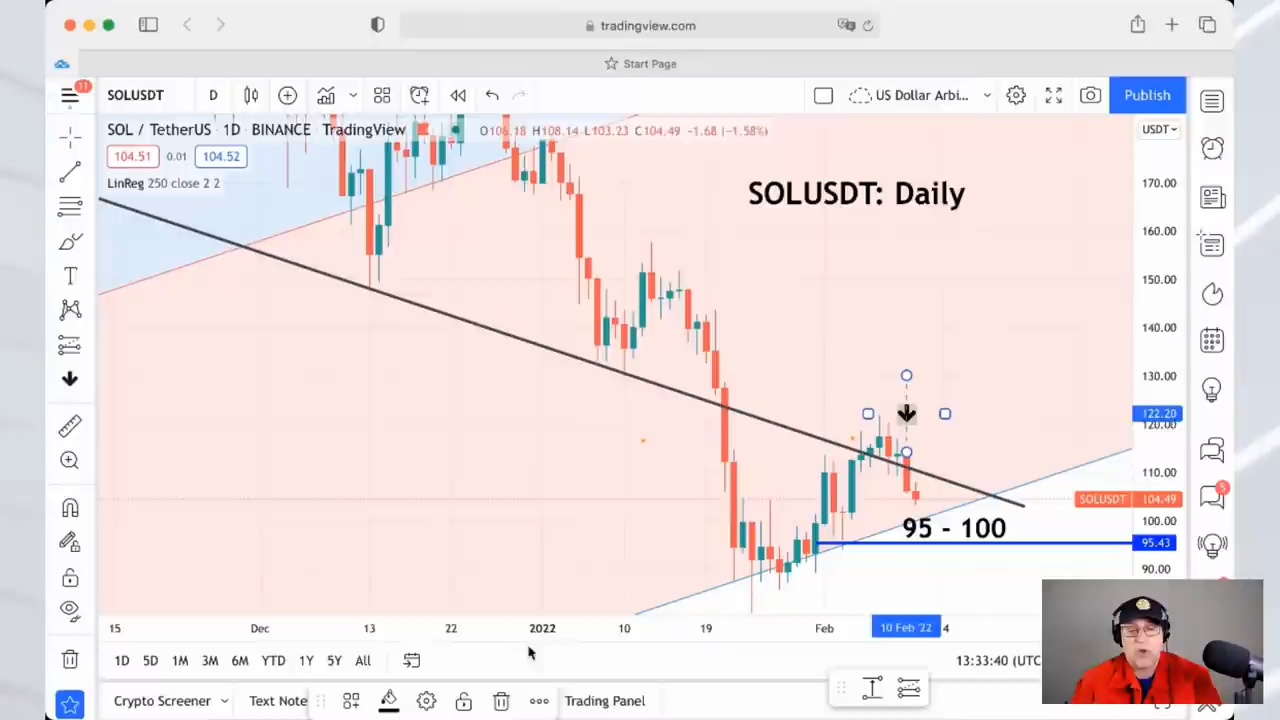 tradingview.com
Start Page
11
SOLUSDT
D
US Dollar Arbi...
Publish
SOL / TetherUS · 1D · BINANCE · TradingView
O106.18 H108.14 L103.23 C104.49 -1.68 (-1.58%)
USDT
104.51
0.01
104.52
LinReg 250 close 2 2
SOLUSDT: Daily
170.00
160.00
150.00
140.00
130.00
122.20
120.00
110.00
SOLUSDT
104.49
5
100.00
95 - 100
95.43
90.00
15
Dec
13
22
2022
10
19
Feb
10 Feb '22
4
1D
5D
1M
3M
6M
YTD
1Y
5Y
All
13:33:40 (UTC
Crypto Screener
Text Note
Trading Panel